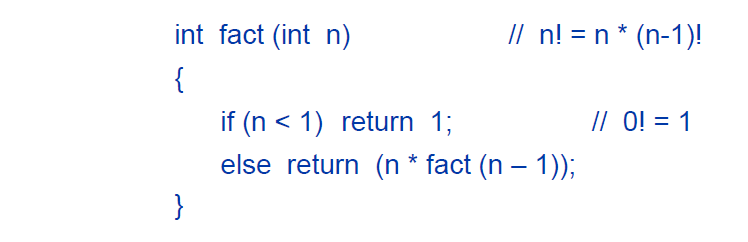 int fact (int n) // n! = n * (n-1)!
{
if (n < 1) return 1; // 0! = 1
else return (n * fact (n – 1));
}